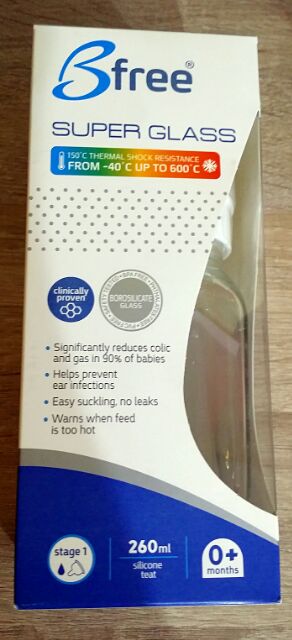 Bfree®
SUPER GLASS
150°C THERMAL SHOCK RESISTANCE
FROM -40°C UP TO 600°C
clinically
proven
BOROSILICATE
GLASS
• Significantly reduces colic
and gas in 90% of babies
• Helps prevent
ear infections
• Easy suckling, no leaks
• Warns when feed
is too hot
stage 1
260ml
silicone
teat
0+
months